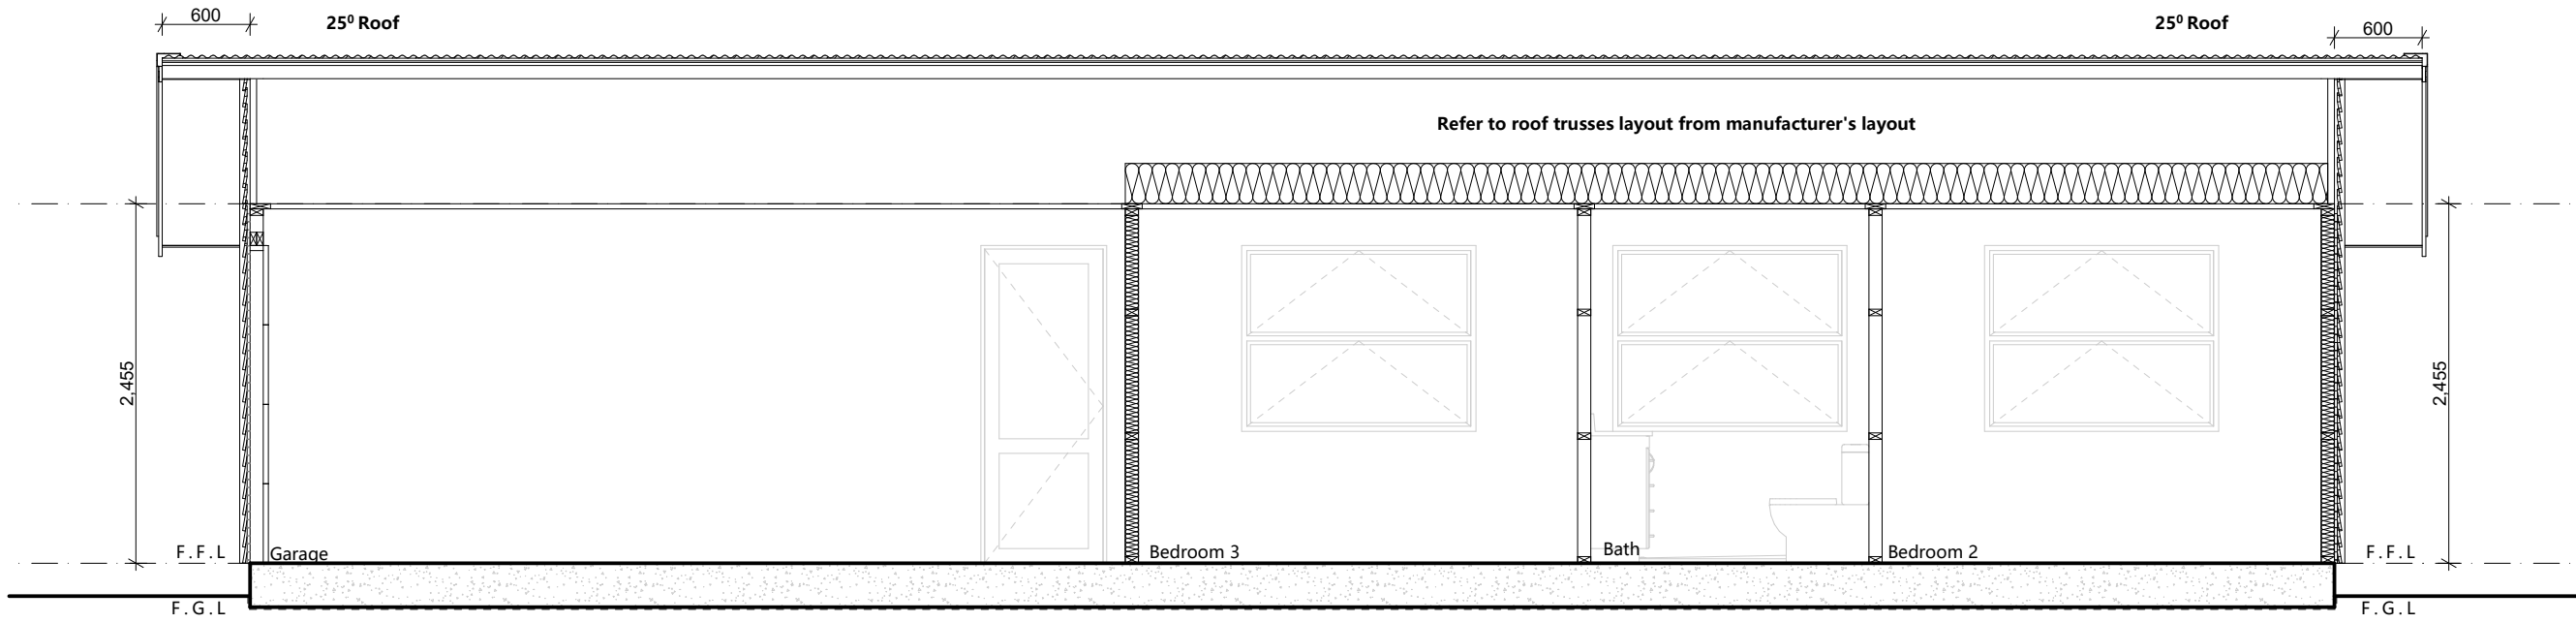 600
25⁰ Roof
25⁰ Roof
600
Refer to roof trusses layout from manufacturer's layout
2,455
2,455
F.F.L
Garage
Bedroom 3
Bath
Bedroom 2
F.F.L
F.G.L
F.G.L